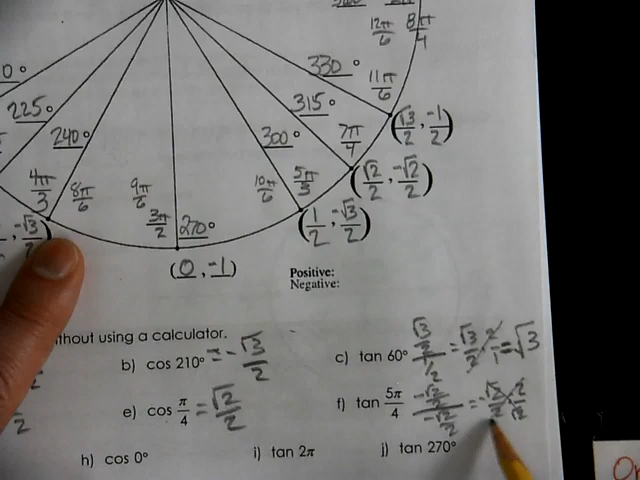 12π/6 8π/4
330°
11π/6
0°
225°
315°
(√3/2, -1/2)
240°
300°
7π/4
4π/3 8π/6
9π/6
10π/6 5π/3
(√2/2, -√2/2)
3π/2 270°
-√3/2)
(1/2, -√3/2)
(0, -1)
Positive:
Negative:
thout using a calculator.
b) cos 210° = -√3/2
c) tan 60° √3/2 / 1/2 = √3/2 × 2/1 = √3
e) cos π/4 = √2/2
f) tan 5π/4
h) cos 0°
i) tan 2π
j) tan 270°